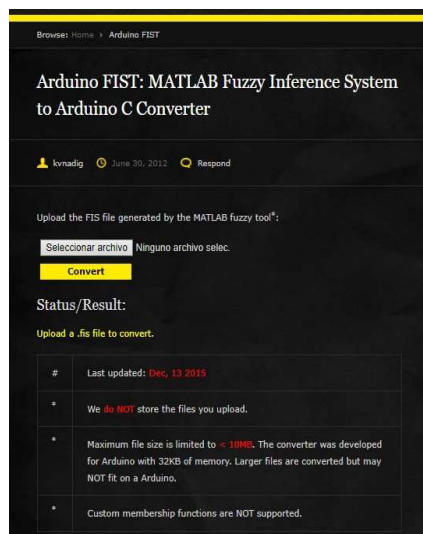 Browse: Home › Arduino FIST
Arduino FIST: MATLAB Fuzzy Inference System
to Arduino C Converter
kvnadig June 30, 2012 Respond
Upload the FIS file generated by the MATLAB fuzzy tool*:
Seleccionar archivo Ninguno archivo selec.
Convert
Status/Result:
Upload a .fis file to convert.
# Last updated: Dec, 13 2015
* We do NOT store the files you upload.
* Maximum file size is limited to < 10MB. The converter was developed
for Arduino with 32KB of memory. Larger files are converted but may
NOT fit on a Arduino.
* Custom membership functions are NOT supported.